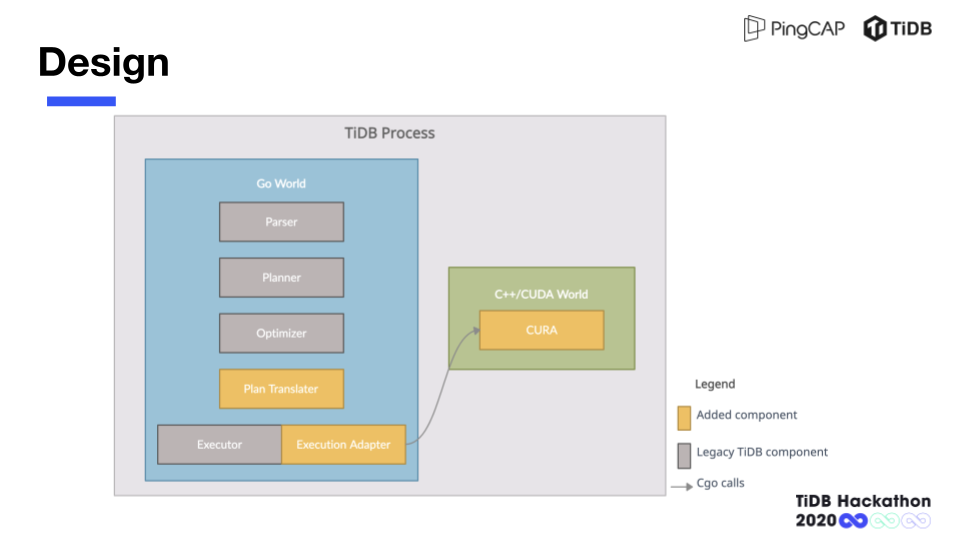 PingCAP TiDB
Design
TiDB Process
Go World
Parser
Planner
Optimizer
Plan Translater
Executor Execution Adapter
C++/CUDA World
CURA
Legend
Added component
Legacy TiDB component
Cgo calls
TiDB Hackathon
2020